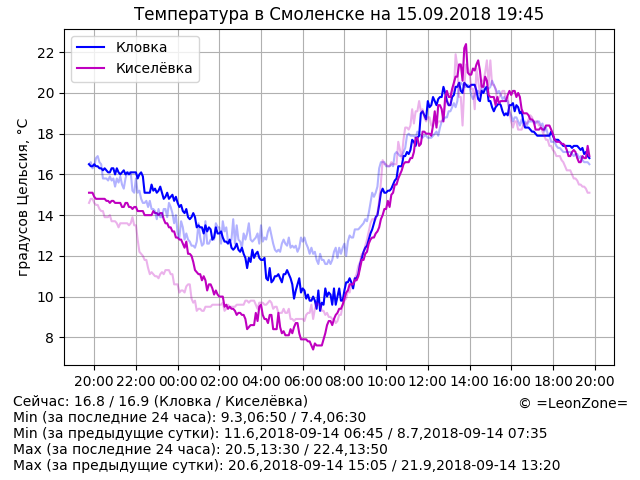 Температура в Смоленске на 15.09.2018 19:45
Кловка
Киселёвка
градусов Цельсия, °C
22
20
18
16
14
12
10
8
20:00 22:00 00:00 02:00 04:00 06:00 08:00 10:00 12:00 14:00 16:00 18:00 20:00
Сейчас: 16.8 / 16.9 (Кловка / Киселёвка)
© =LeonZone=
Min (за последние 24 часа): 9.3,06:50 / 7.4,06:30
Min (за предыдущие сутки): 11.6,2018-09-14 06:45 / 8.7,2018-09-14 07:35
Max (за последние 24 часа): 20.5,13:30 / 22.4,13:50
Max (за предыдущие сутки): 20.6,2018-09-14 15:05 / 21.9,2018-09-14 13:20